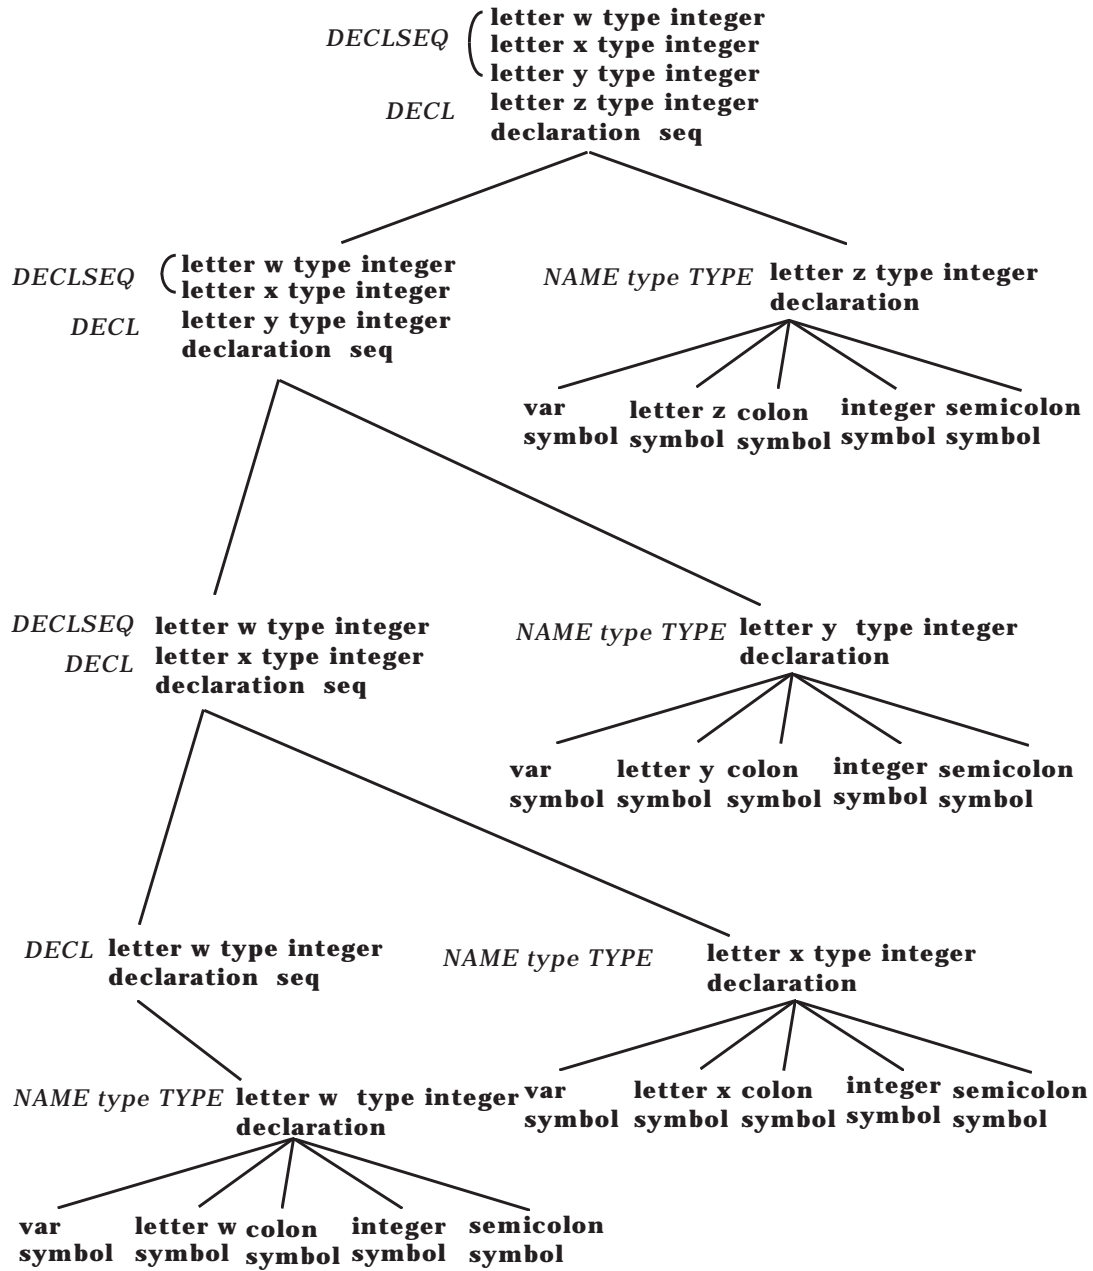 DECLSEQ
letter w type integer
letter x type integer
letter y type integer
DECL
letter z type integer
declaration seq
DECLSEQ
letter w type integer
letter x type integer
DECL
letter y type integer
declaration seq
NAME type TYPE
letter z type integer
declaration
var
symbol
letter z
symbol
colon
symbol
integer
symbol
semicolon
symbol
DECLSEQ
letter w type integer
DECL
letter x type integer
declaration seq
NAME type TYPE
letter y type integer
declaration
var
symbol
letter y
symbol
colon
symbol
integer
symbol
semicolon
symbol
DECL
letter w type integer
declaration seq
NAME type TYPE
letter x type integer
declaration
var
symbol
letter x
symbol
colon
symbol
integer
symbol
semicolon
symbol
NAME type TYPE
letter w type integer
declaration
var
symbol
letter w
symbol
colon
symbol
integer
symbol
semicolon
symbol